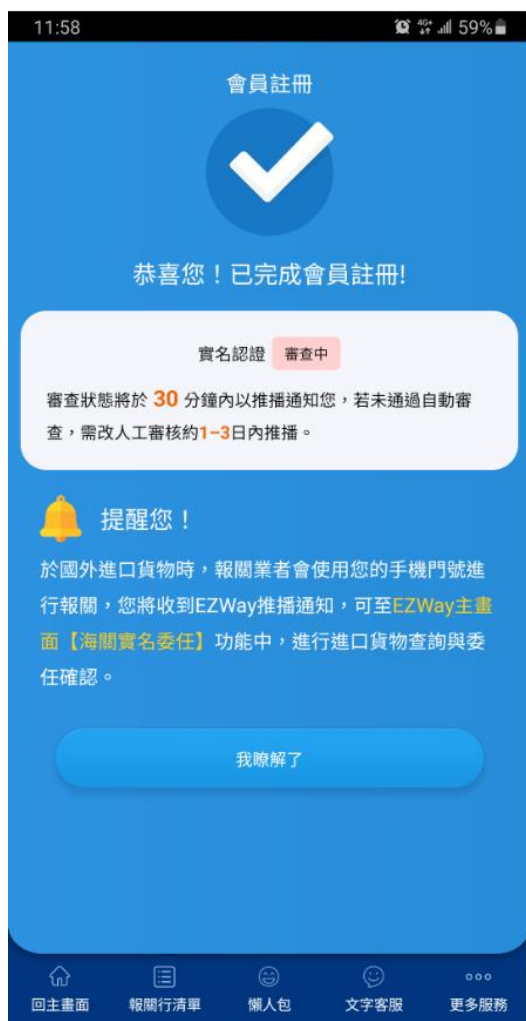 11:58
4G+ 59%
會員註冊
恭喜您！已完成會員註冊!
實名認證 審查中
審查狀態將於 30 分鐘內以推播通知您，若未通過自動審
查，需改人工審核約1–3日內推播。
提醒您！
於國外進口貨物時，報關業者會使用您的手機門號進
行報關，您將收到EZWay推播通知，可至EZWay主畫
面【海關實名委任】功能中，進行進口貨物查詢與委
任確認。
我瞭解了
回主畫面 報關行清單 懶人包 文字客服 更多服務